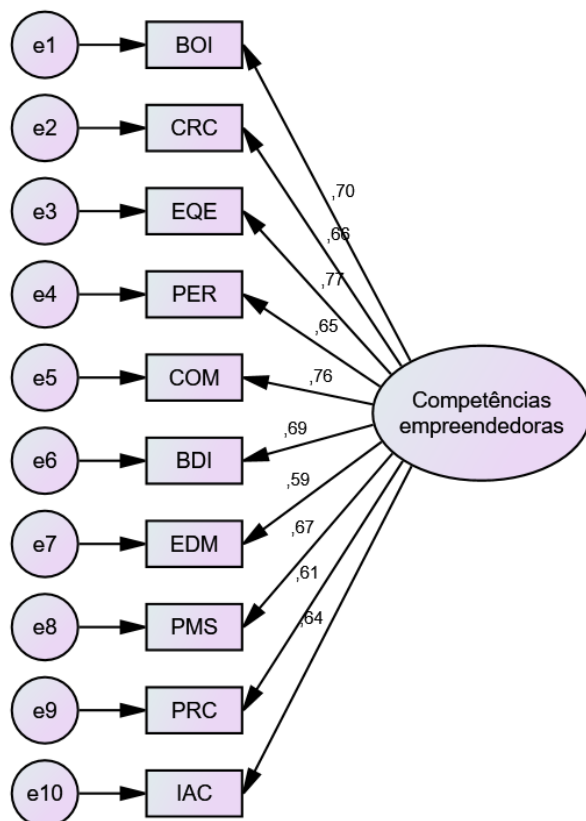 e1
BOI
e2
CRC
e3
EQE
e4
PER
e5
COM
e6
BDI
e7
EDM
e8
PMS
e9
PRC
e10
IAC
,70
,66
,77
,65
,76
,69
,59
,67
,61
,64
Competências
empreendedoras